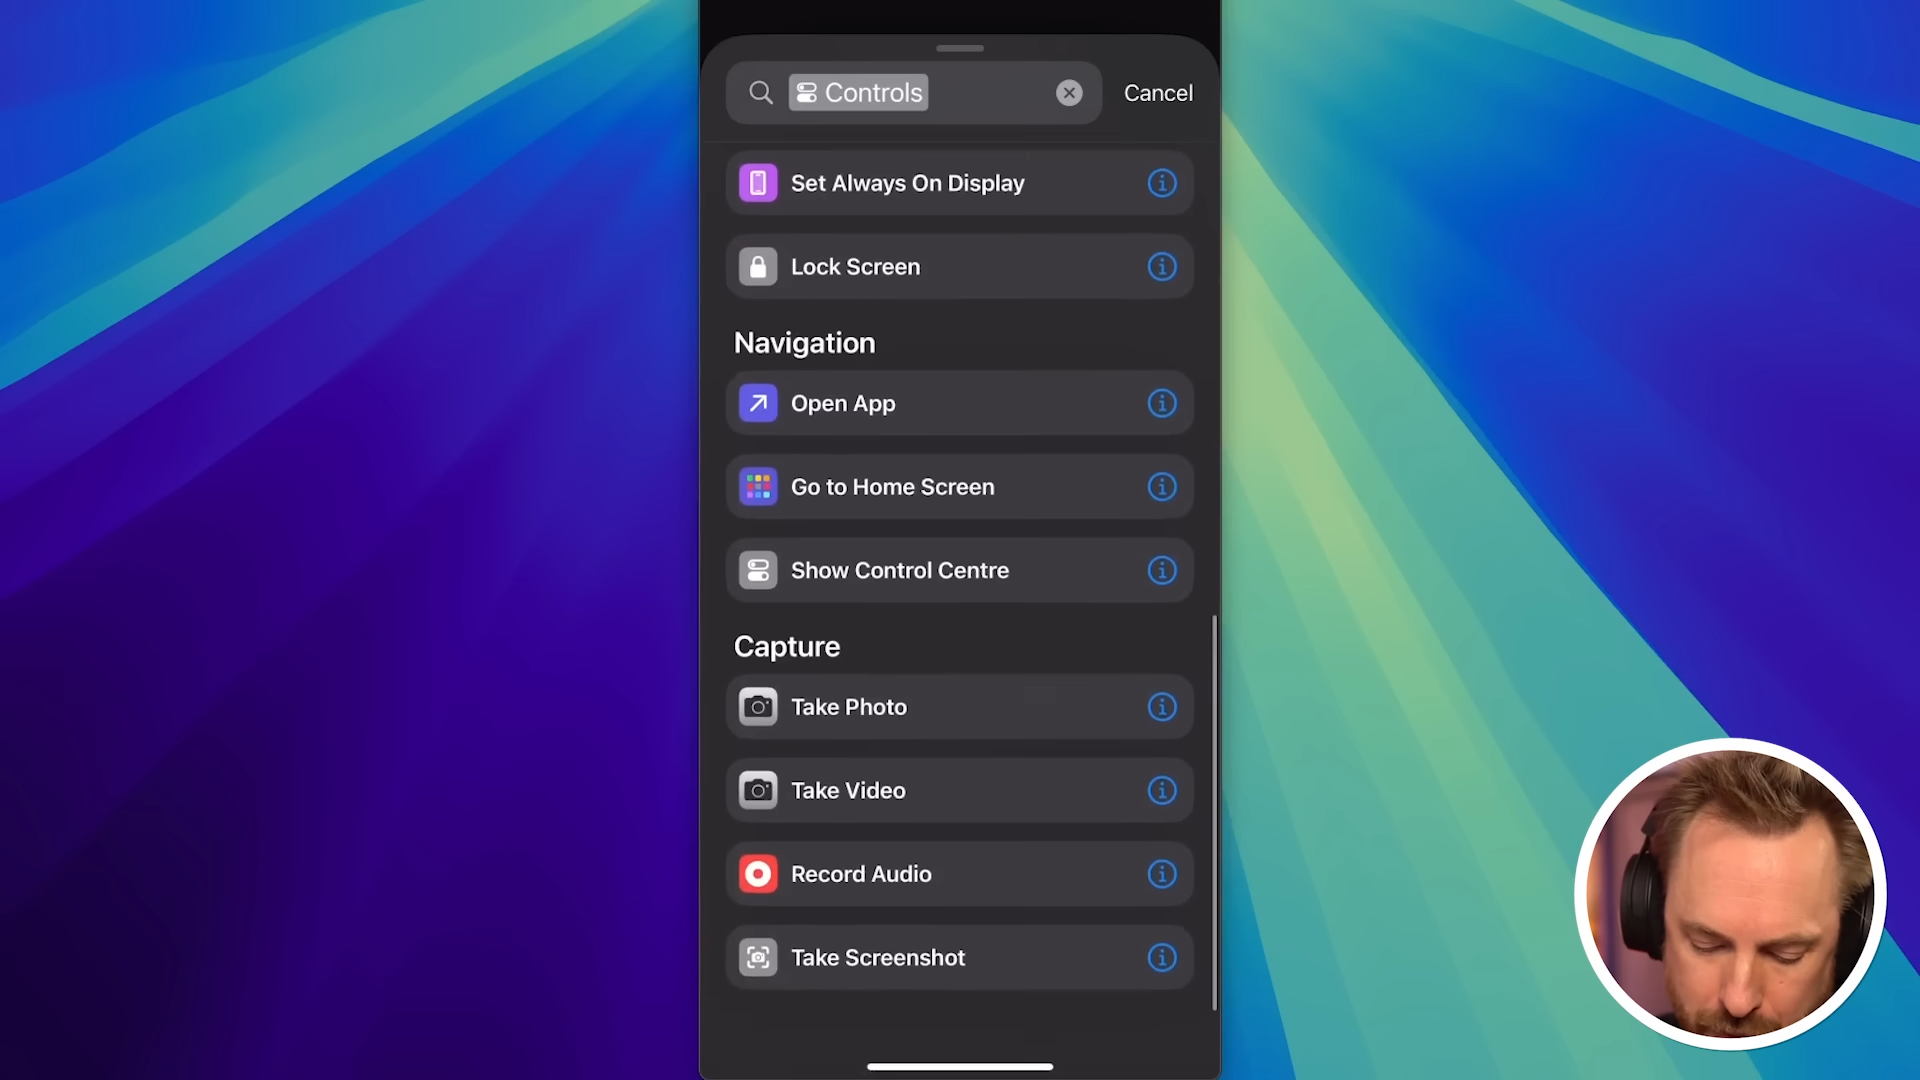 Controls
Cancel
Set Always On Display
Lock Screen
Navigation
Open App
Go to Home Screen
Show Control Centre
Capture
Take Photo
Take Video
Record Audio
Take Screenshot